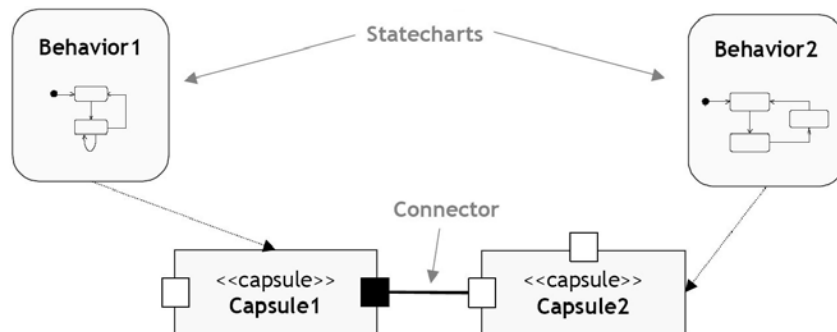 Behavior1
Statecharts
Behavior2
Connector
<<capsule>>
Capsule1
<<capsule>>
Capsule2